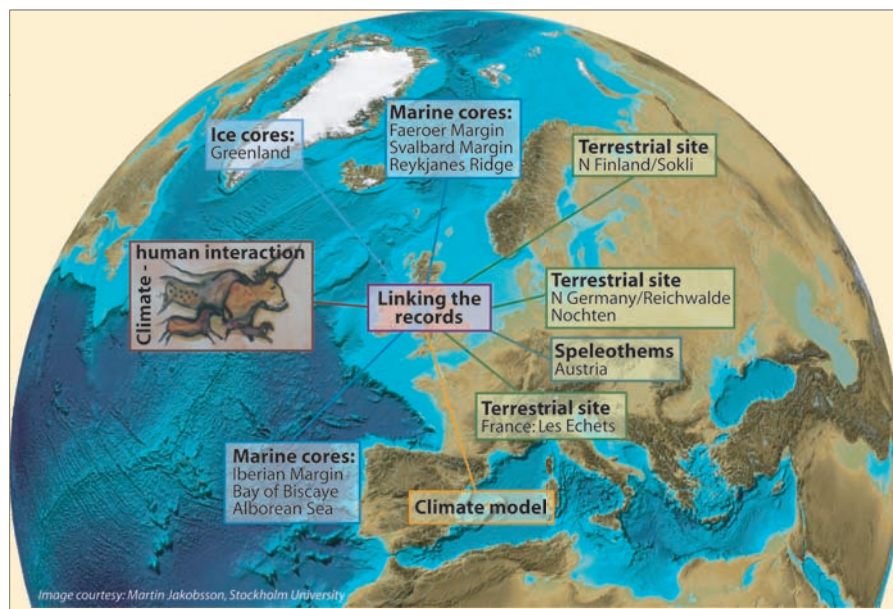 Ice cores:
Greenland
Marine cores:
Faeroer Margin
Svalbard Margin
Reykjanes Ridge
Terrestrial site
N Finland/Sokli
Climate -
human interaction
Linking the
records
Terrestrial site
N Germany/Reichwalde
Nochten
Speleothems
Austria
Terrestrial site
France: Les Echets
Marine cores:
Iberian Margin
Bay of Biscaye
Alborean Sea
Climate model
Image courtesy: Martin Jakobsson, Stockholm University